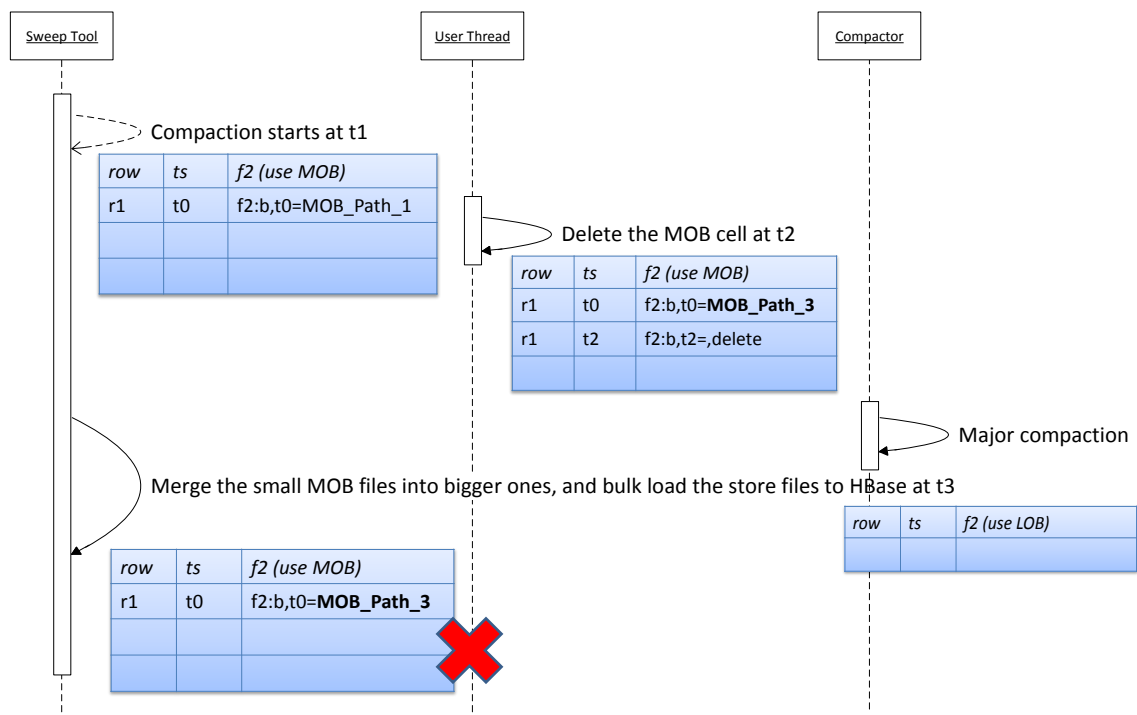 Sweep Tool
User Thread
Compactor
Compaction starts at t1
row ts f2 (use MOB)
r1 t0 f2:b,t0=MOB_Path_1
Delete the MOB cell at t2
row ts f2 (use MOB)
r1 t0 f2:b,t0=MOB_Path_3
r1 t2 f2:b,t2=,delete
Major compaction
Merge the small MOB files into bigger ones, and bulk load the store files to HBase at t3
row ts f2 (use LOB)
row ts f2 (use MOB)
r1 t0 f2:b,t0=MOB_Path_3